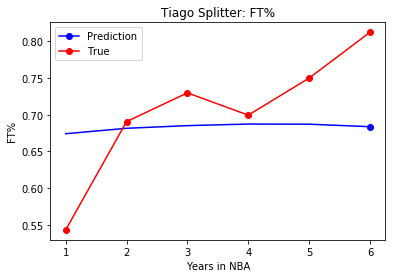 Tiago Splitter: FT%
Prediction
True
0.80
0.75
0.70
0.65
0.60
0.55
FT%
1 2 3 4 5 6
Years in NBA